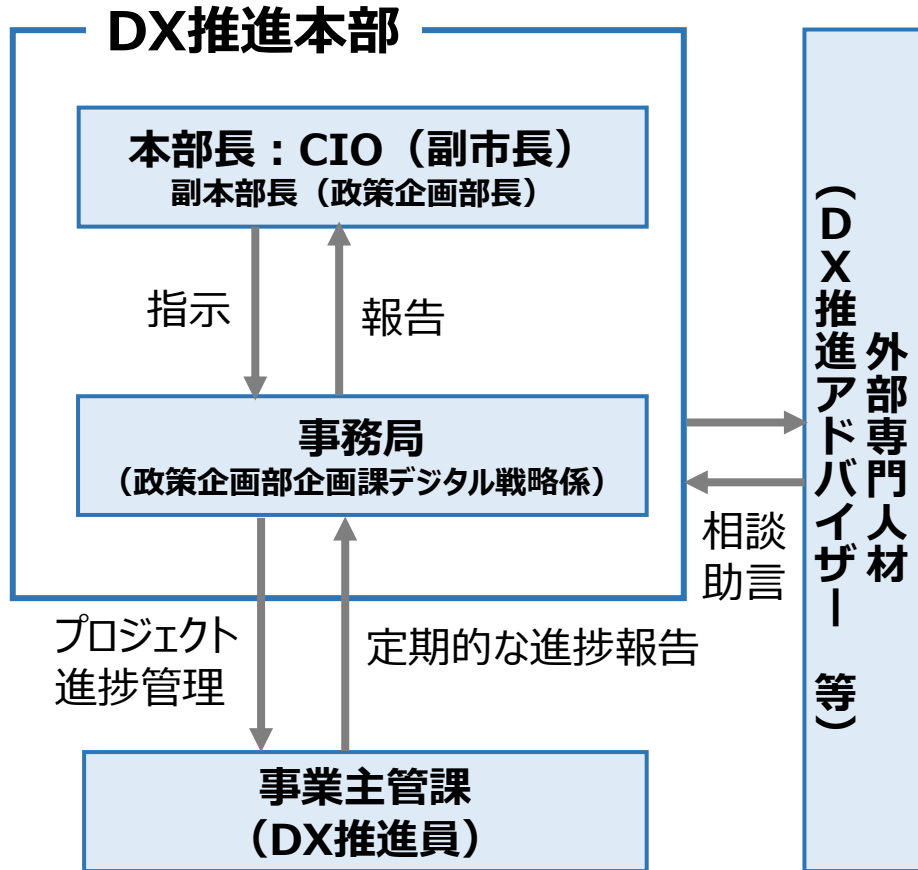 DX推進本部
本部長：CIO（副市長）
副本部長（政策企画部長）
指示
報告
事務局
（政策企画部企画課デジタル戦略係）
相談
助言
プロジェクト
進捗管理
定期的な進捗報告
事業主管課
（DX推進員）
外部専門人材
（DX推進アドバイザー　等）